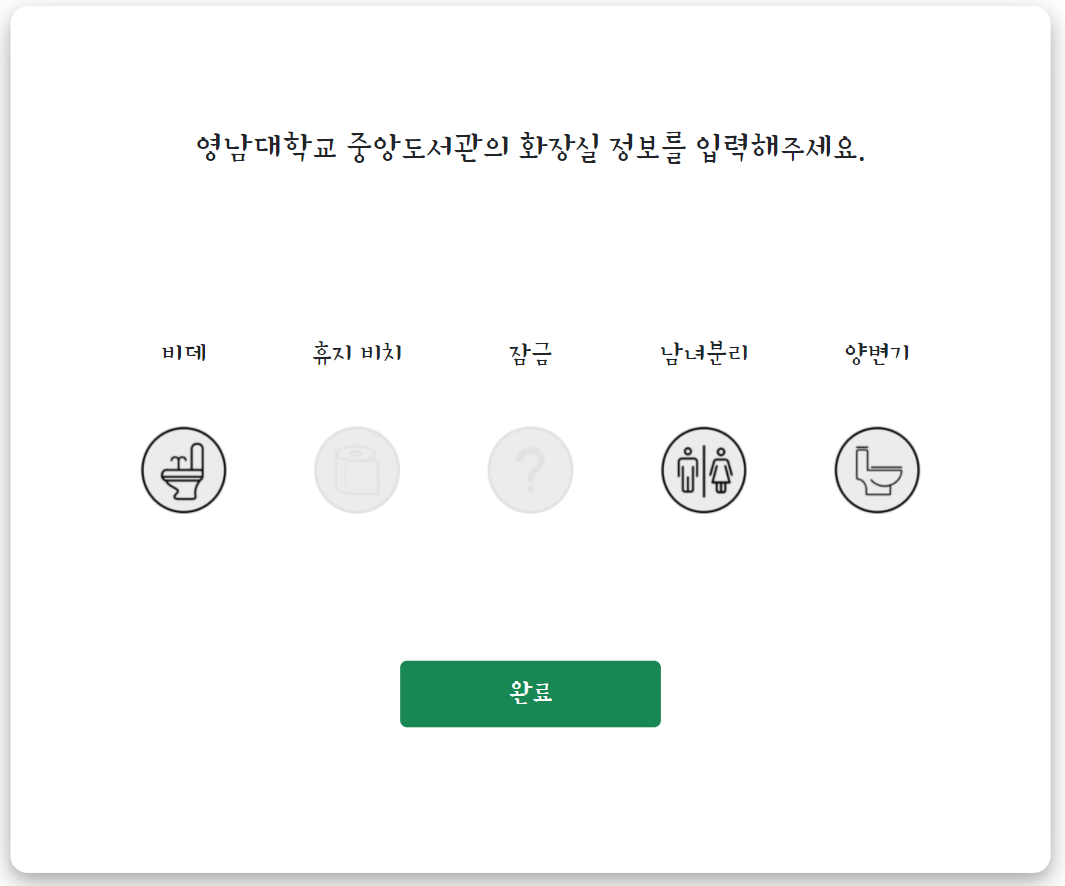 영남대학교 중앙도서관의 화장실 정보를 입력해주세요.
비데 휴지 비치 잠금 남녀분리 양변기
?
완료